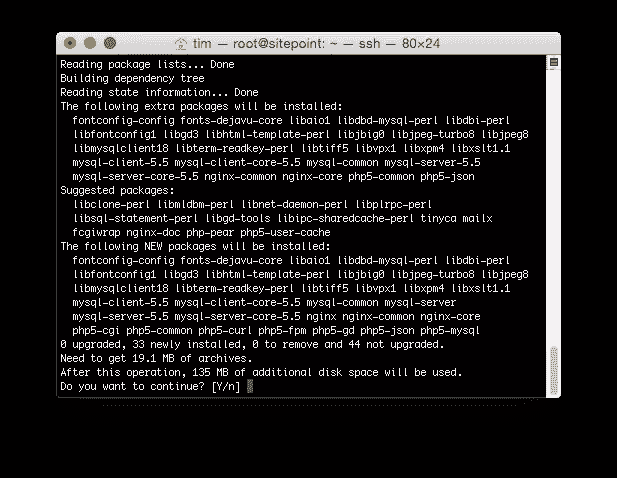 tim — root@sitepoint: ~ — ssh — 80×24
Reading package lists... Done
Building dependency tree
Reading state information... Done
The following extra packages will be installed:
fontconfig-config fonts-dejavu-core libaio1 libdbd-mysql-perl libdbi-perl
libfontconfig1 libgd3 libhtml-template-perl libjbig0 libjpeg-turbo8 libjpeg8
libmysqlclient18 libterm-readkey-perl libtiff5 libvpx1 libxpm4 libxslt1.1
mysql-client-5.5 mysql-client-core-5.5 mysql-common mysql-server-5.5
mysql-server-core-5.5 nginx-common nginx-core php5-common php5-json
Suggested packages:
libclone-perl libmldbm-perl libnet-daemon-perl libplrpc-perl
libsql-statement-perl libgd-tools libipc-sharedcache-perl tinyca mailx
fcgiwrap nginx-doc php-pear php5-user-cache
The following NEW packages will be installed:
fontconfig-config fonts-dejavu-core libaio1 libdbd-mysql-perl libdbi-perl
libfontconfig1 libgd3 libhtml-template-perl libjbig0 libjpeg-turbo8 libjpeg8
libmysqlclient18 libterm-readkey-perl libtiff5 libvpx1 libxpm4 libxslt1.1
mysql-client-5.5 mysql-client-core-5.5 mysql-common mysql-server
mysql-server-5.5 mysql-server-core-5.5 nginx nginx-common nginx-core
php5-cgi php5-common php5-curl php5-fpm php5-gd php5-json php5-mysql
0 upgraded, 33 newly installed, 0 to remove and 44 not upgraded.
Need to get 19.1 MB of archives.
After this operation, 135 MB of additional disk space will be used.
Do you want to continue? [Y/n]